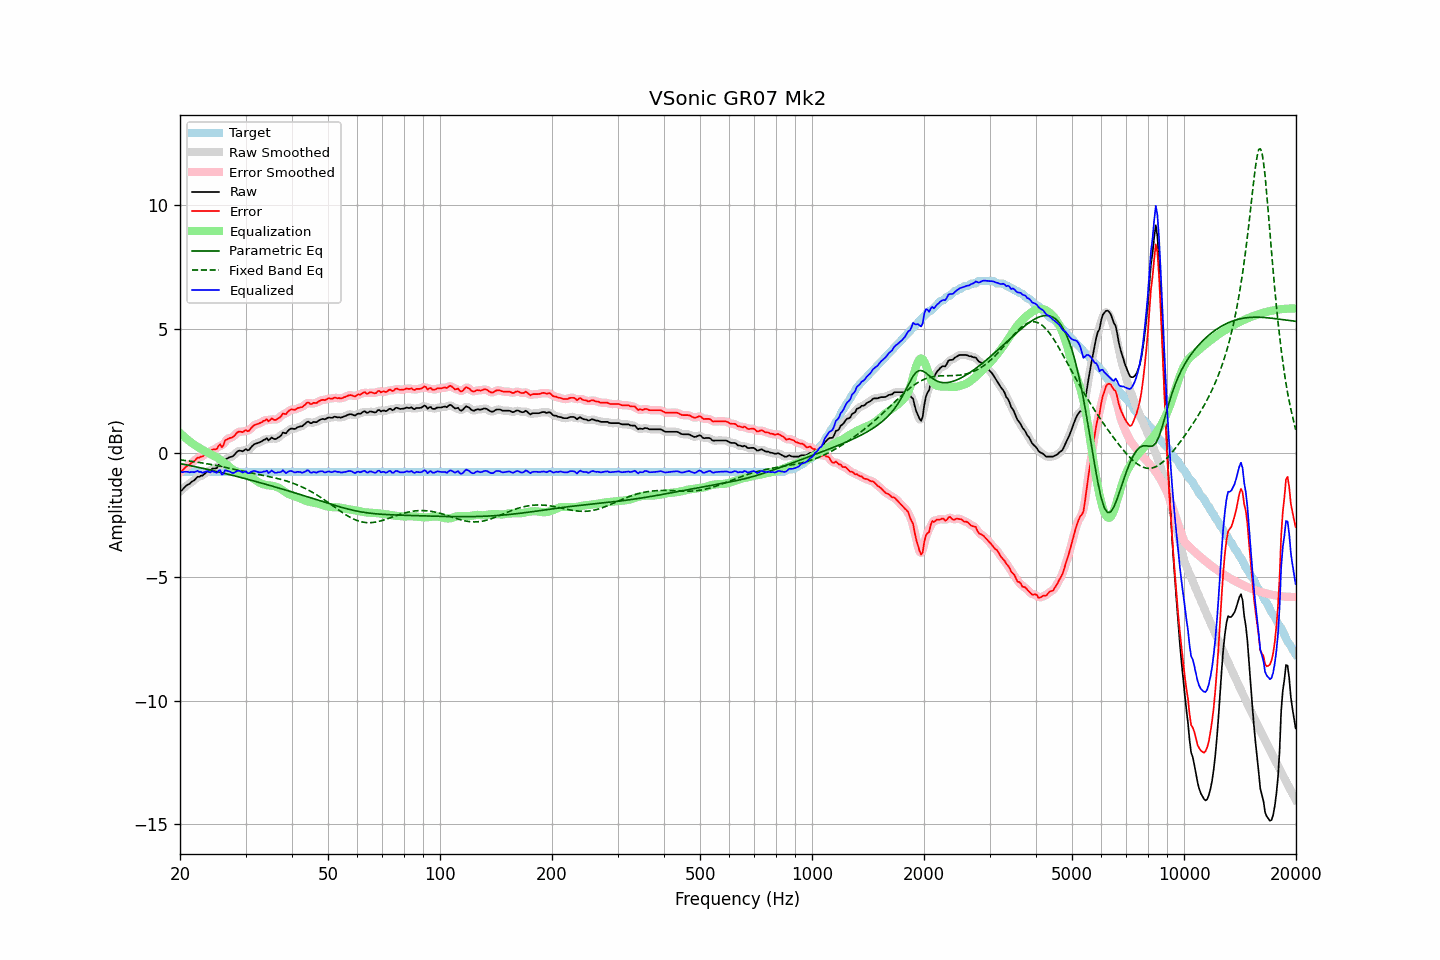 VSonic GR07 Mk2
Target
Raw Smoothed
Error Smoothed
Raw
Error
Equalization
Parametric Eq
Fixed Band Eq
Equalized
Amplitude (dBr)
10
5
0
−5
−10
−15
20
50
100
200
500
1000
2000
5000
10000
20000
Frequency (Hz)